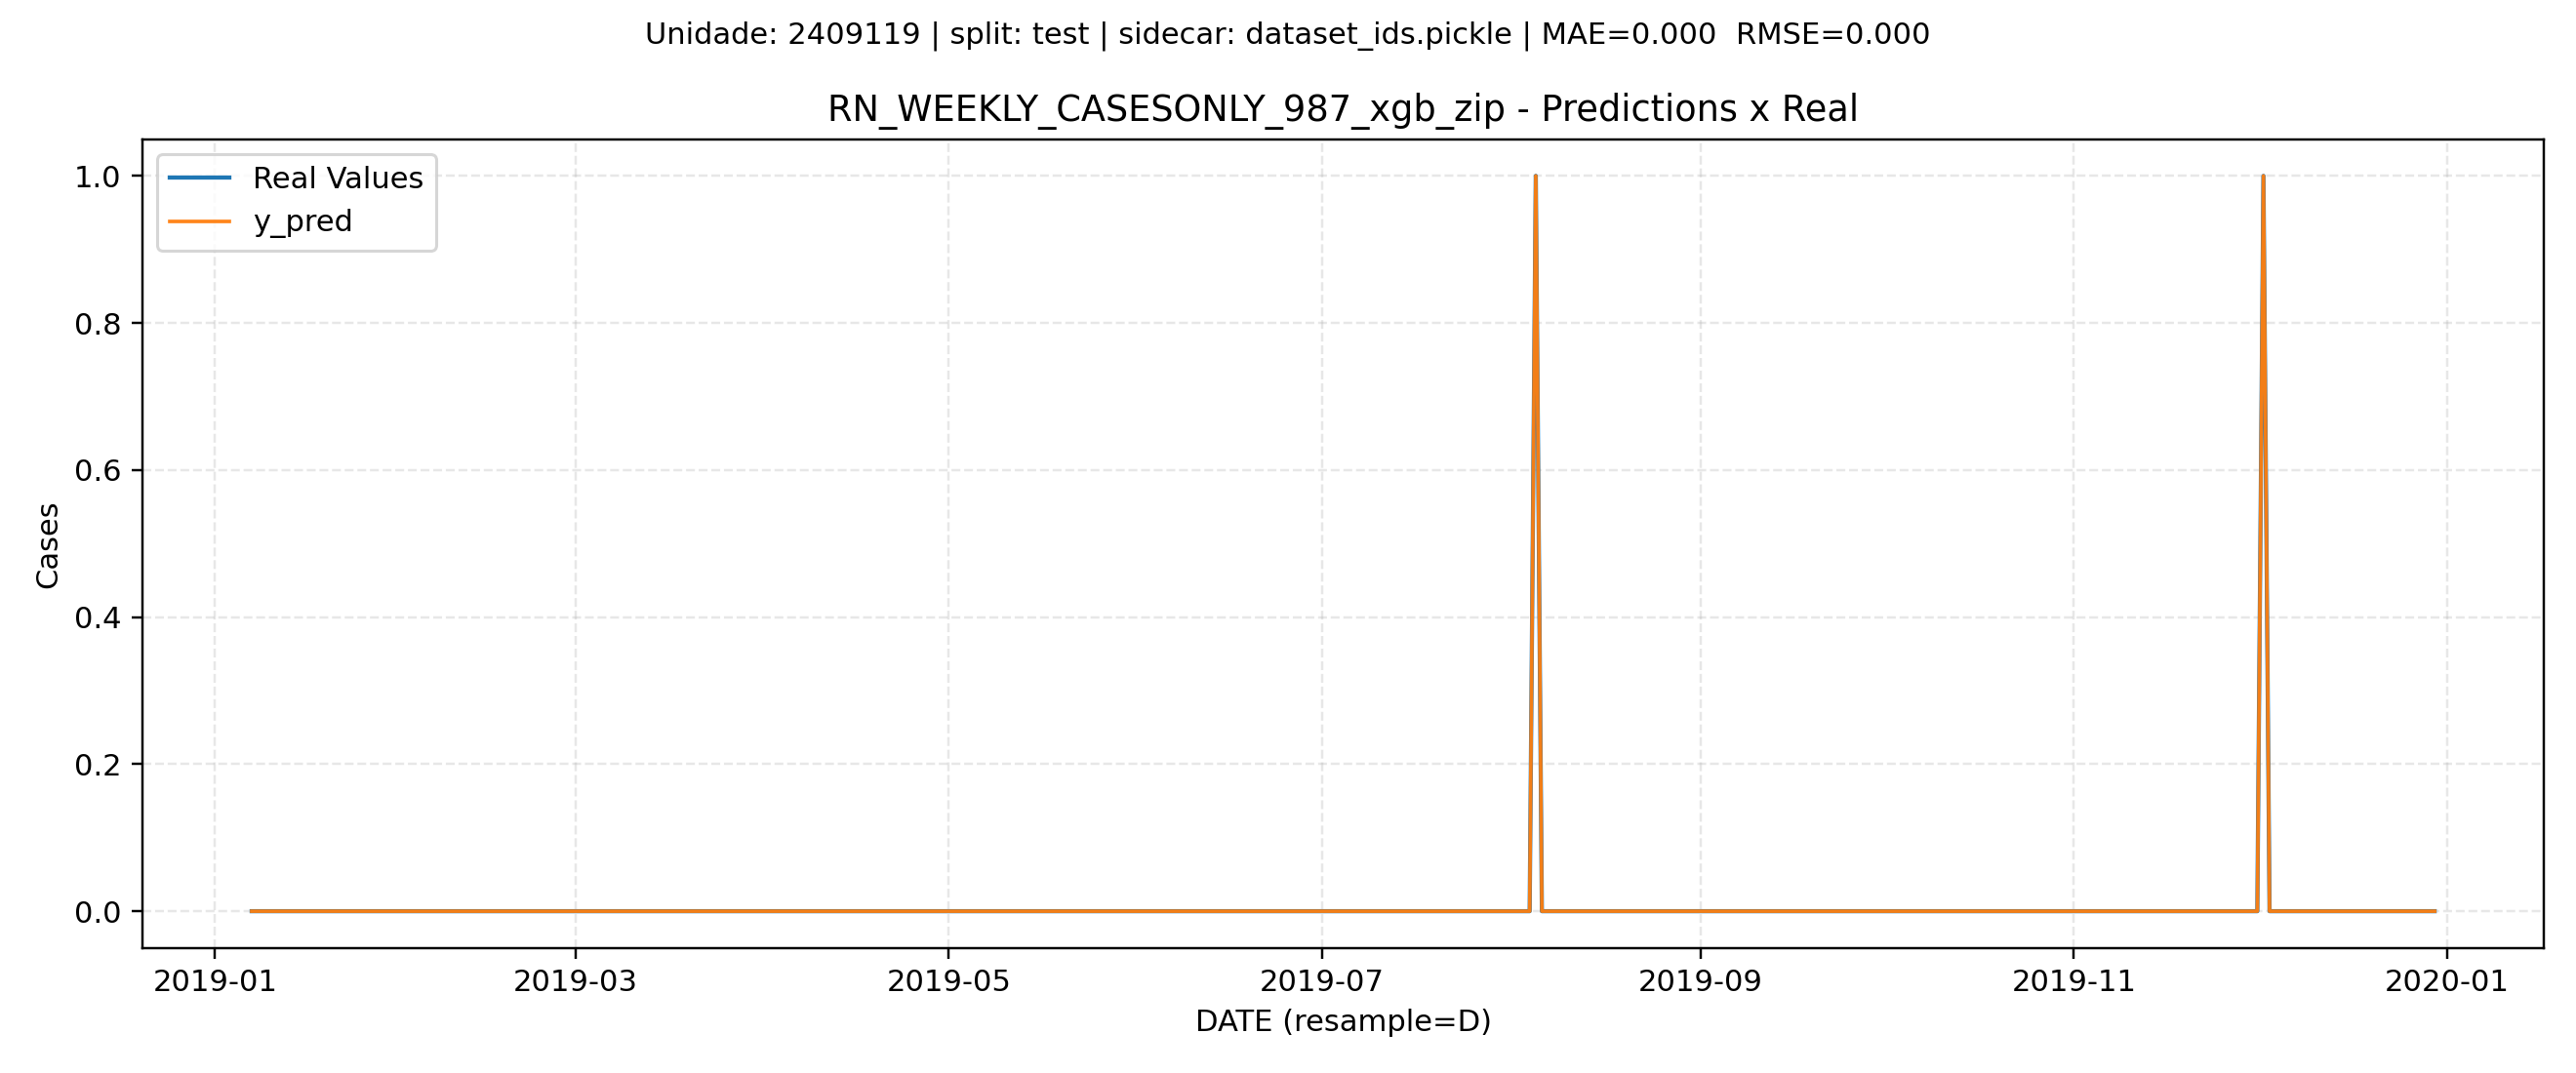 Unidade: 2409119 | split: test | sidecar: dataset_ids.pickle | MAE=0.000  RMSE=0.000
RN_WEEKLY_CASESONLY_987_xgb_zip - Predictions x Real
Real Values
y_pred
1.0
0.8
0.6
0.4
0.2
0.0
Cases
2019-01 2019-03 2019-05 2019-07 2019-09 2019-11 2020-01
DATE (resample=D)